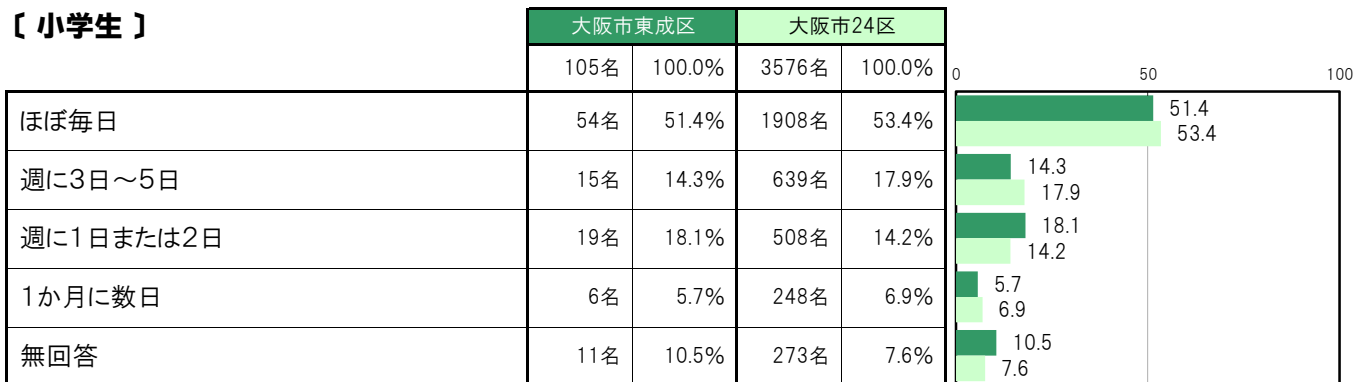 〔 小学生 〕
大阪市東成区 大阪市24区
105名 100.0% 3576名 100.0% 0 50 100
ほぼ毎日 54名 51.4% 1908名 53.4% 51.4
53.4
週に3日～5日 15名 14.3% 639名 17.9% 14.3
17.9
週に1日または2日 19名 18.1% 508名 14.2% 18.1
14.2
1か月に数日 6名 5.7% 248名 6.9% 5.7
6.9
無回答 11名 10.5% 273名 7.6% 10.5
7.6